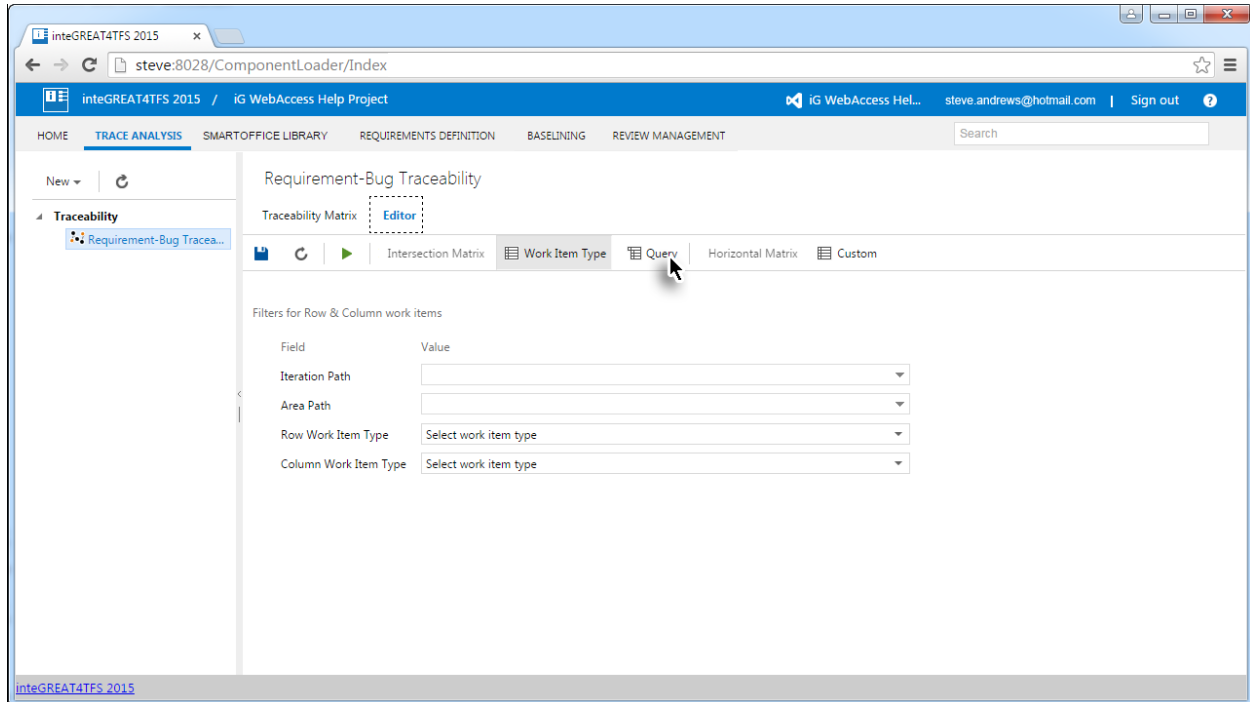 inteGREAT4TFS 2015
steve:8028/ComponentLoader/Index
inteGREAT4TFS 2015 / iG WebAccess Help Project iG WebAccess Hel... steve.andrews@hotmail.com | Sign out ?
HOME TRACE ANALYSIS SMARTOFFICE LIBRARY REQUIREMENTS DEFINITION BASELINING REVIEW MANAGEMENT Search
New Requirement-Bug Traceability
Traceability Traceability Matrix Editor
Requirement-Bug Tracea...
Intersection Matrix Work Item Type Query Horizontal Matrix Custom
Filters for Row & Column work items
Field Value
Iteration Path
Area Path
Row Work Item Type Select work item type
Column Work Item Type Select work item type
inteGREAT4TFS 2015